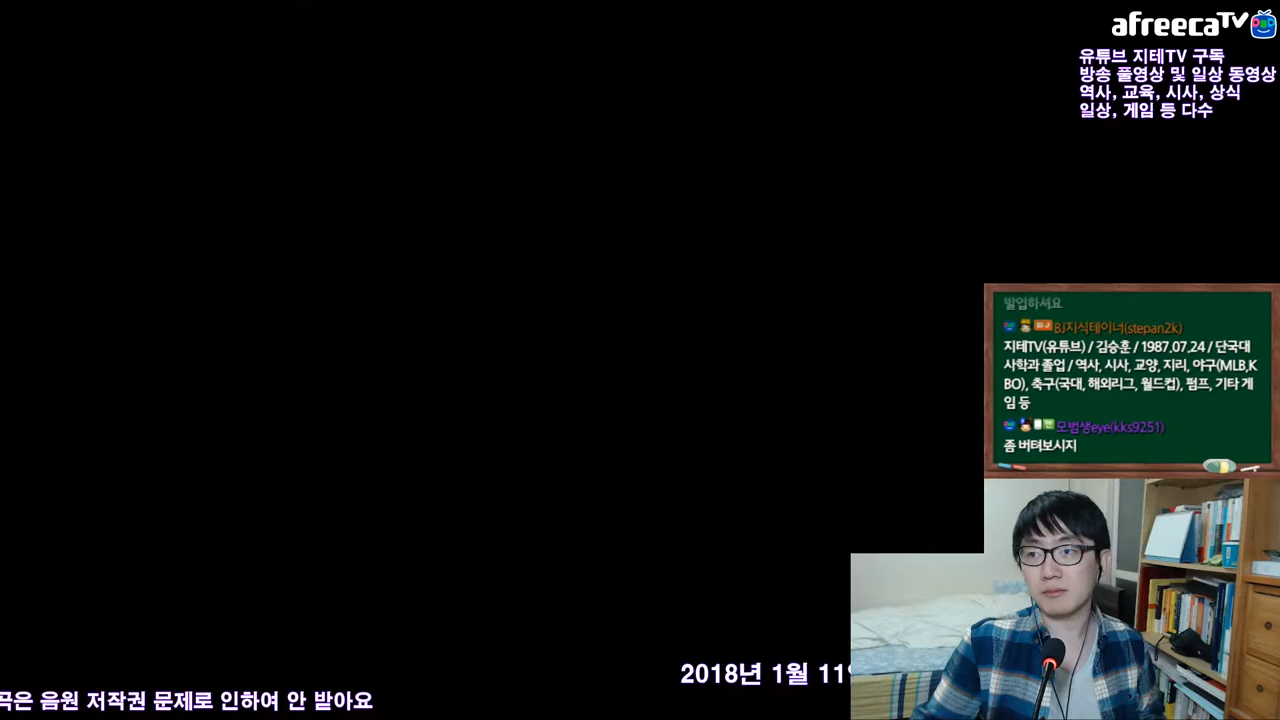 afreecaTV
유튜브 지테TV 구독
방송 풀영상 및 일상 동영상
역사, 교육, 시사, 상식
일상, 게임 등 다수
발업하셔요
BJ지식테이너(stepan2k)
지테TV(유튜브) / 김승훈 / 1987.07.24 / 단국대
사학과 졸업 / 역사, 시사, 교양, 지리, 야구(MLB,K
BO), 축구(국대, 해외리그, 월드컵), 펌프, 기타 게
임 등
모범생eye(kks9251)
좀 버텨보시지
2018년 1월 11
곡은 음원 저작권 문제로 인하여 안 받아요